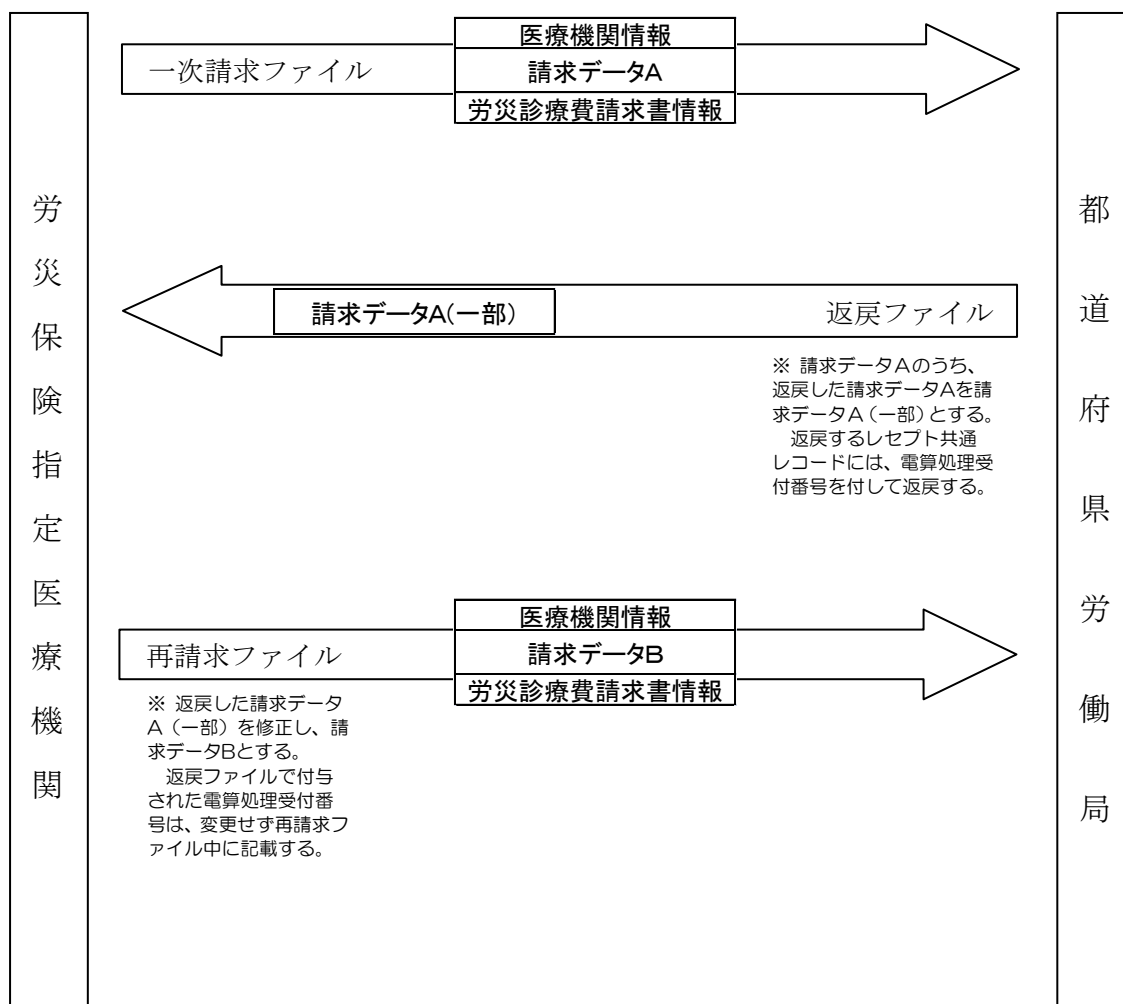 労災保険指定医療機関
医療機関情報
一次請求ファイル
請求データA
労災診療費請求書情報
請求データA(一部)
返戻ファイル
※ 請求データAのうち、
返戻した請求データAを請
求データA(一部)とする。
返戻するレセプト共通
レコードには、電算処理受
付番号を付して返戻する。
医療機関情報
再請求ファイル
請求データB
労災診療費請求書情報
※ 返戻した請求データ
A(一部)を修正し、請
求データBとする。
返戻ファイルで付与
された電算処理受付番
号は、変更せず再請求フ
ァイル中に記載する。
都道府県労働局